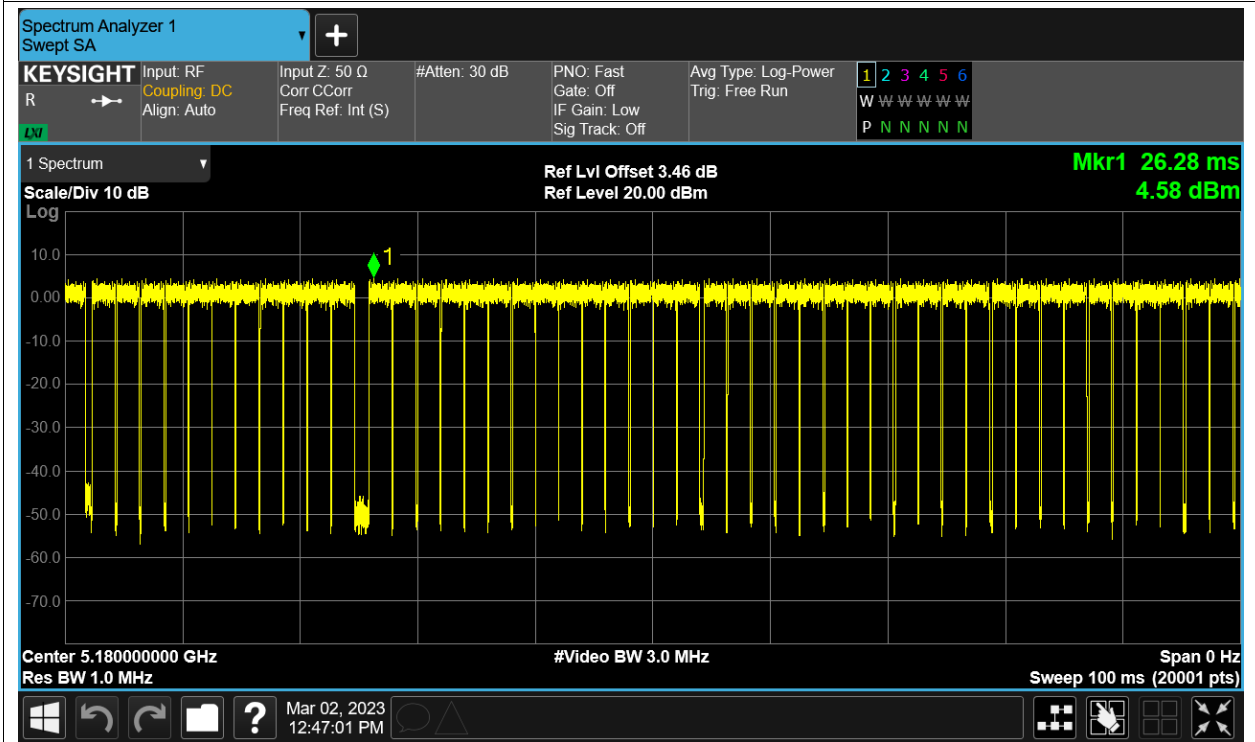 Spectrum Analyzer 1
Swept SA
+
KEYSIGHT
R
LXI
Input: RF
Coupling: DC
Align: Auto
Input Z: 50 Ω
Corr CCorr
Freq Ref: Int (S)
#Atten: 30 dB
PNO: Fast
Gate: Off
IF Gain: Low
Sig Track: Off
Avg Type: Log-Power
Trig: Free Run
1 2 3 4 5 6
W W W W W W
P N N N N N
1 Spectrum
Scale/Div 10 dB
Ref Lvl Offset 3.46 dB
Ref Level 20.00 dBm
Mkr1 26.28 ms
4.58 dBm
Log
1
10.0
0.00
-10.0
-20.0
-30.0
-40.0
-50.0
-60.0
-70.0
Center 5.180000000 GHz
#Video BW 3.0 MHz
Span 0 Hz
Res BW 1.0 MHz
Sweep 100 ms (20001 pts)
?
Mar 02, 2023
12:47:01 PM